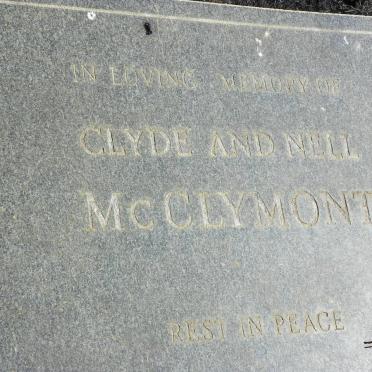 IN LOVING MEMORY OF
CLYDE AND NELL
McCLYMONT
REST IN PEACE